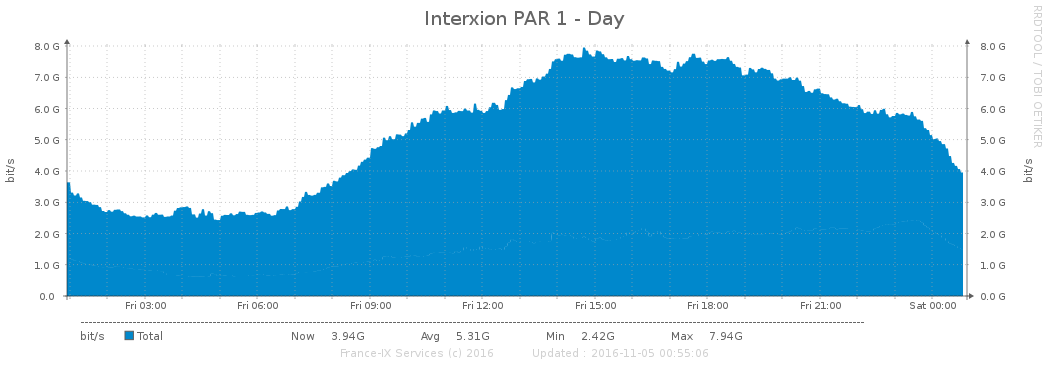 Interxion PAR 1 - Day
RRDTOOL / TOBI OETIKER
bit/s
8.0 G 8.0 G
7.0 G 7.0 G
6.0 G 6.0 G
5.0 G 5.0 G
4.0 G 4.0 G
3.0 G 3.0 G
2.0 G 2.0 G
1.0 G 1.0 G
0.0 0.0 G
bit/s
Fri 03:00 Fri 06:00 Fri 09:00 Fri 12:00 Fri 15:00 Fri 18:00 Fri 21:00 Sat 00:00
bit/s Total Now 3.94G Avg 5.31G Min 2.42G Max 7.94G
France-IX Services (c) 2016 Updated : 2016-11-05 00:55:06